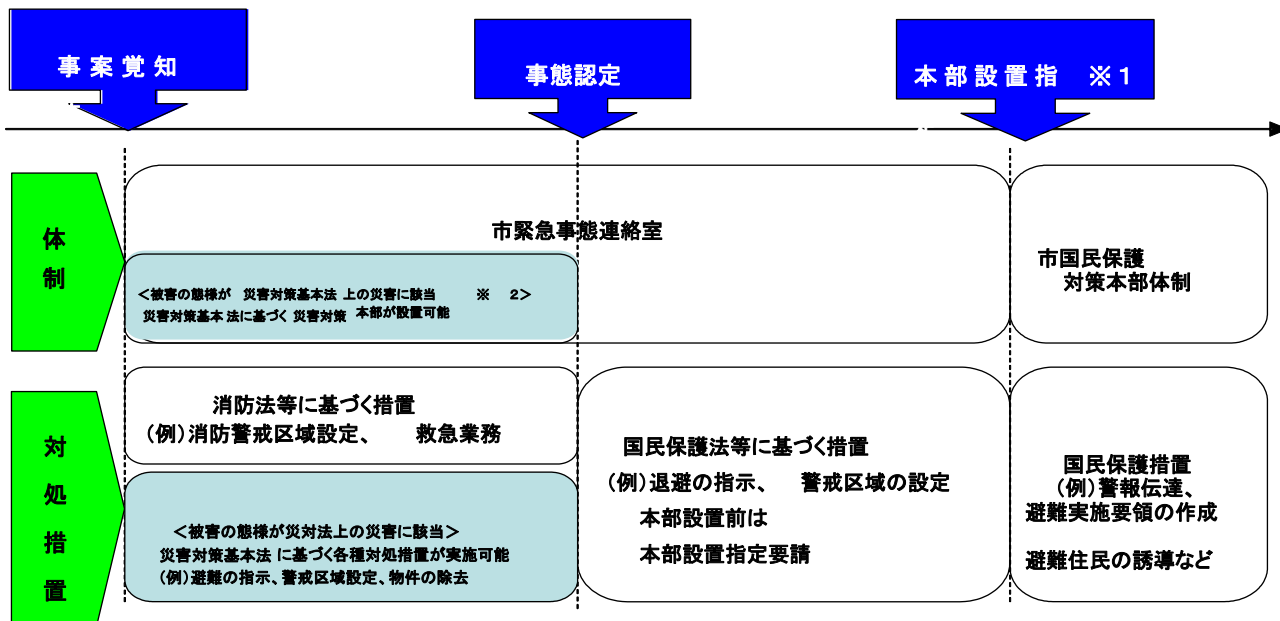 事案覚知
事態認定
本部設置指 ※1
体制
市緊急事態連絡室
<被害の態様が 災害対策基本法 上の災害に該当 ※ 2>
災害対策基本 法に基づく 災害対策 本部が設置可能
市国民保護
対策本部体制
対処措置
消防法等に基づく措置
(例)消防警戒区域設定、 救急業務
<被害の態様が災対法上の災害に該当>
災害対策基本法 に基づく各種対処措置が実施可能
(例)避難の指示、警戒区域設定、物件の除去
国民保護法等に基づく措置
(例)退避の指示、 警戒区域の設定
本部設置前は
本部設置指定要請
国民保護措置
(例)警報伝達、
避難実施要領の作成
避難住民の誘導など